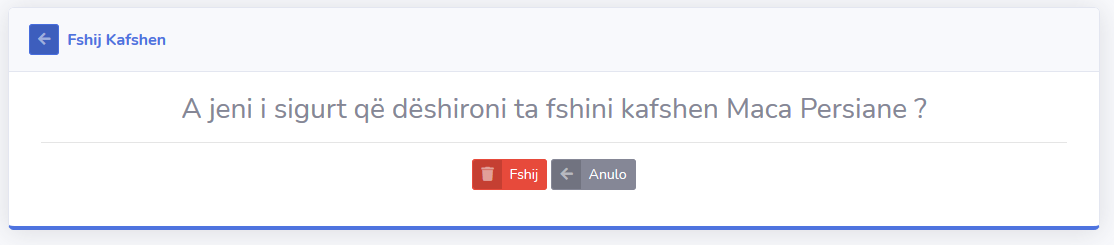 Fshij Kafshen
A jeni i sigurt që dëshironi ta fshini kafshen Maca Persiane ?
Fshij
Anulo